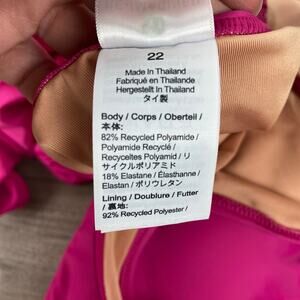 22
Made In Thailand
Fabriqué en Thaïlande
Hergestellt In Thailand
タイ製
Body / Corps / Oberteil /
本体:
82% Recycled Polyamide /
Polyamide Recyclé /
Recyceltes Polyamid / リ
サイクルポリアミド
18% Elastane / Élasthanne /
Elastan / ポリウレタン
Lining / Doublure / Futter
/ 裏地:
92% Recycled Polyester /